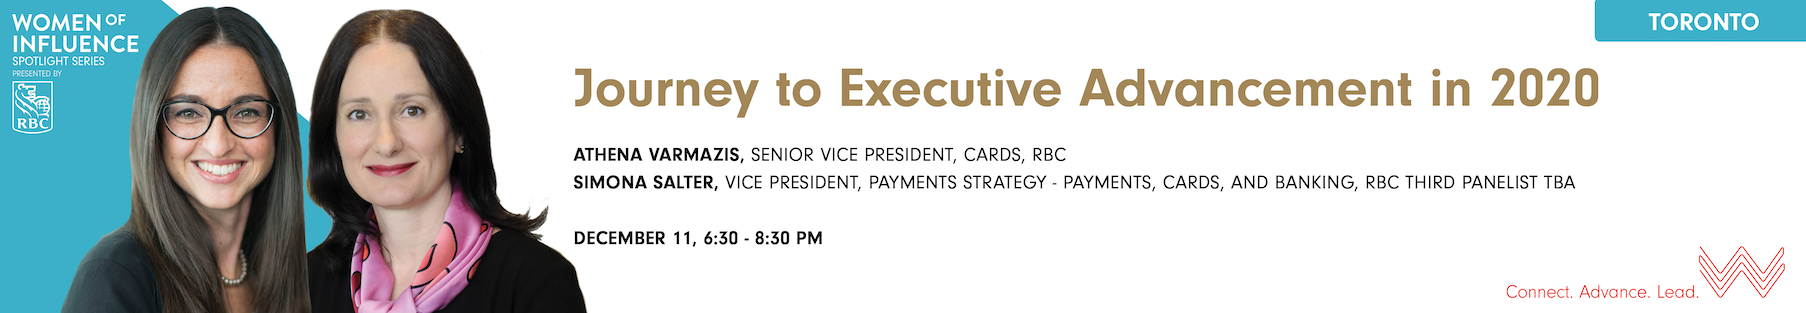 WOMEN OF
INFLUENCE
SPOTLIGHT SERIES
PRESENTED BY
RBC
TORONTO
Journey to Executive Advancement in 2020
ATHENA VARMAZIS, SENIOR VICE PRESIDENT, CARDS, RBC
SIMONA SALTER, VICE PRESIDENT, PAYMENTS STRATEGY - PAYMENTS, CARDS, AND BANKING, RBC THIRD PANELIST TBA
DECEMBER 11, 6:30 - 8:30 PM
Connect. Advance. Lead.